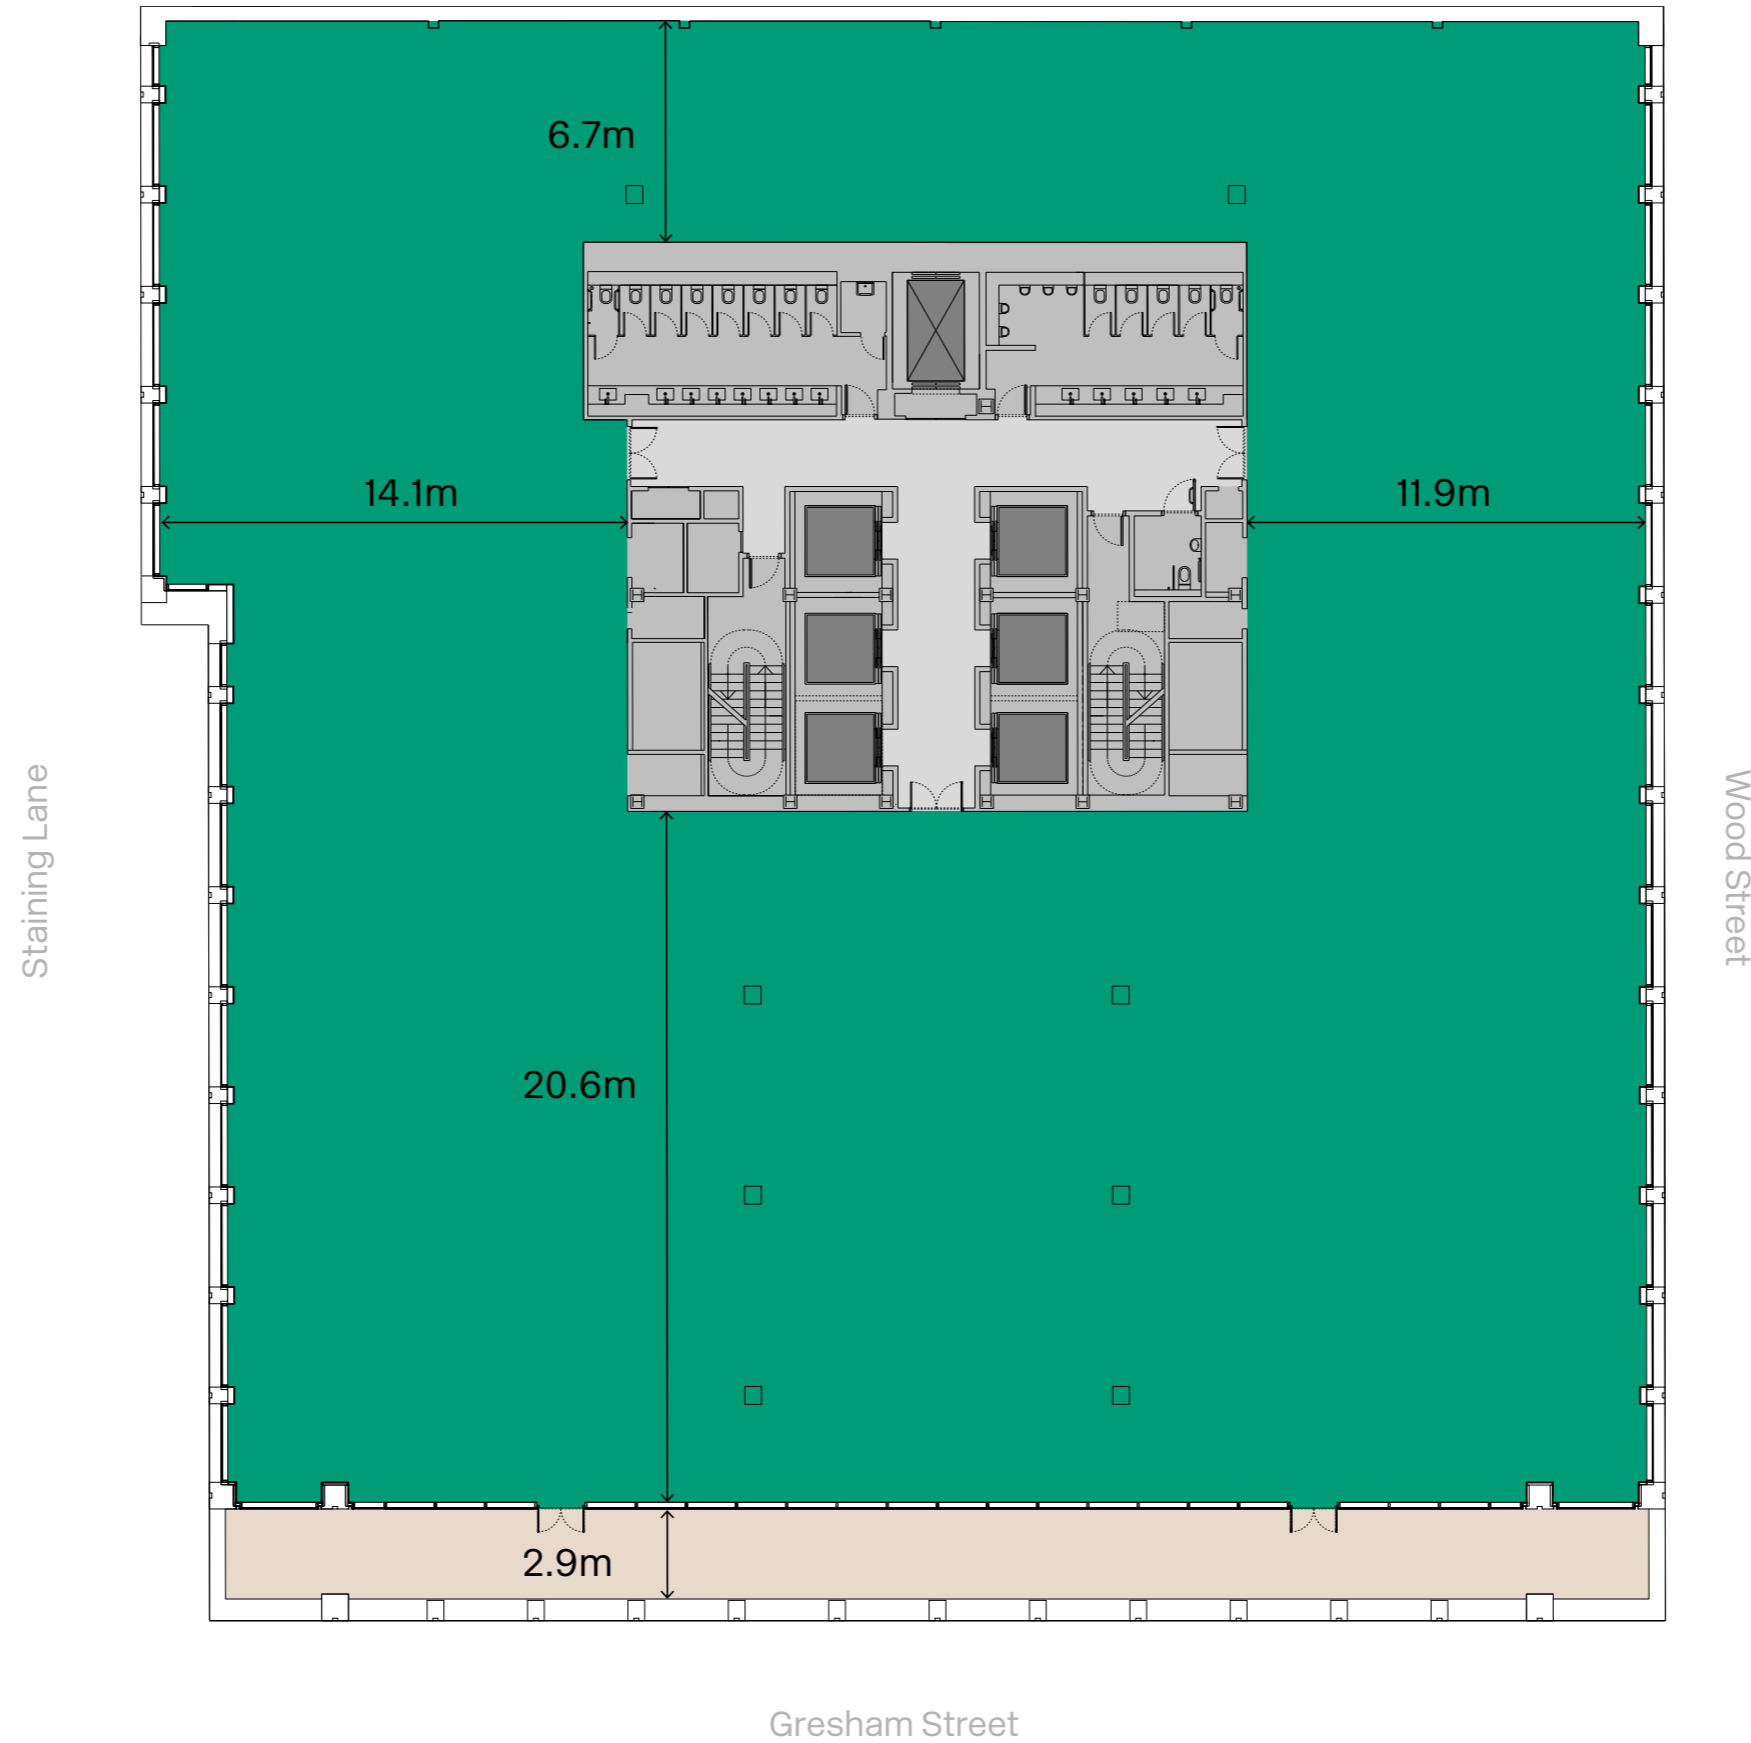 6.7m
14.1m
11.9m
Staining Lane
Wood Street
20.6m
2.9m
Gresham Street